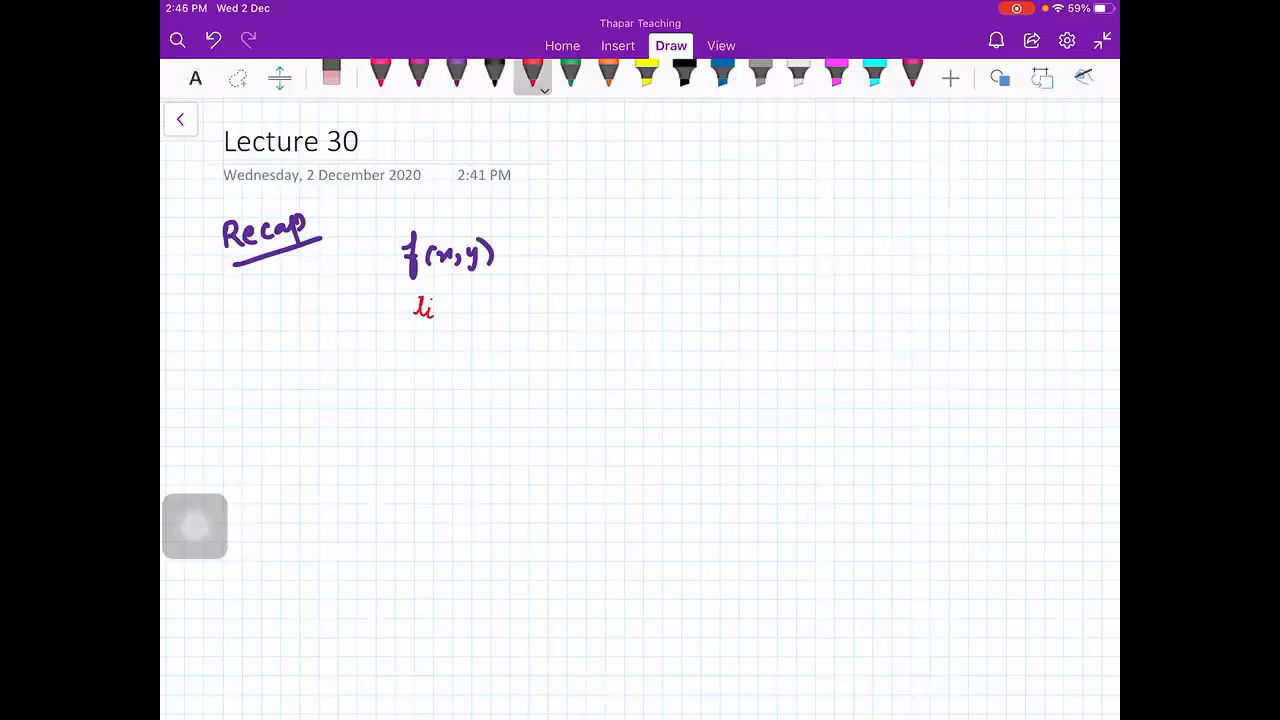 2:46 PM Wed 2 Dec
59%
Thapar Teaching
Home Insert Draw View
A
Lecture 30
Wednesday, 2 December 2020 2:41 PM
Recap
f(x,y)
li